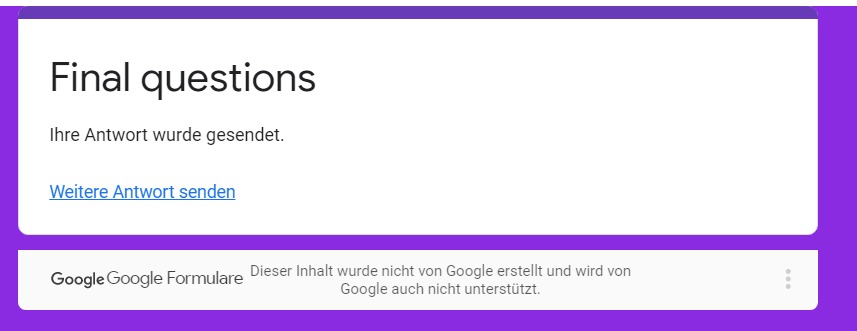 Final questions
Ihre Antwort wurde gesendet.
Weitere Antwort senden
Google Google Formulare
Dieser Inhalt wurde nicht von Google erstellt und wird von
Google auch nicht unterstützt.